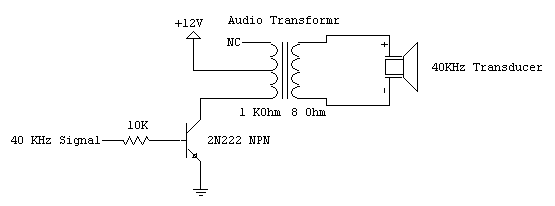 Audio Transformr
+12V
NC
+
40KHz Transducer
-
1 KOhm 8 Ohm
10K
40 KHz Signal
2N222 NPN